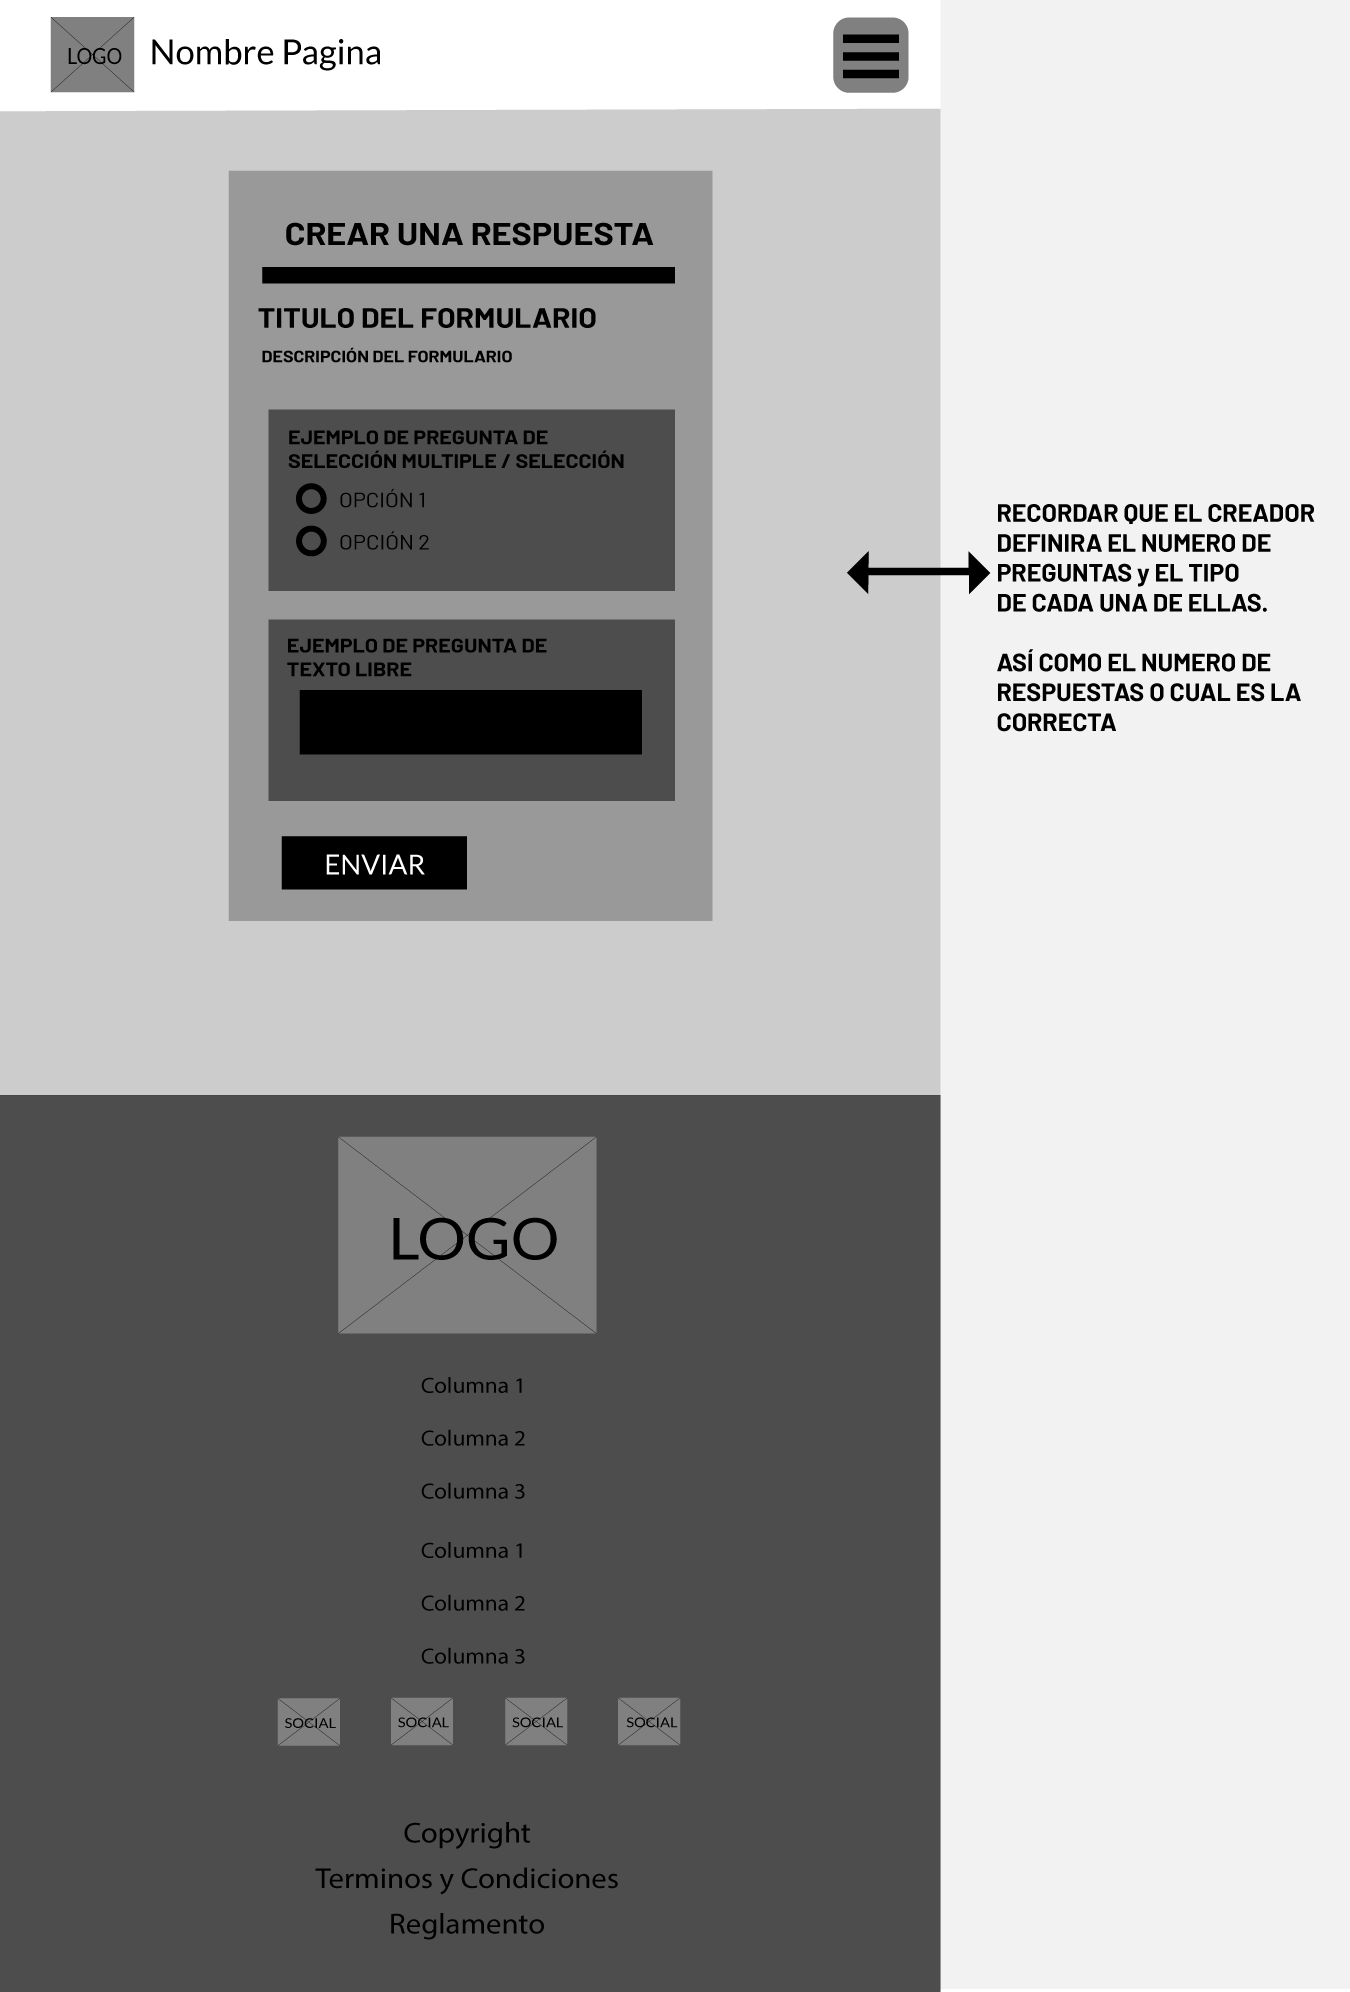 LOGO
Nombre Pagina
CREAR UNA RESPUESTA
TITULO DEL FORMULARIO
DESCRIPCIÓN DEL FORMULARIO
EJEMPLO DE PREGUNTA DE
SELECCIÓN MULTIPLE / SELECCIÓN
OPCIÓN 1
OPCIÓN 2
EJEMPLO DE PREGUNTA DE
TEXTO LIBRE
ENVIAR
RECORDAR QUE EL CREADOR
DEFINIRA EL NUMERO DE
PREGUNTAS y EL TIPO
DE CADA UNA DE ELLAS.
ASÍ COMO EL NUMERO DE
RESPUESTAS O CUAL ES LA
CORRECTA
LOGO
Columna 1
Columna 2
Columna 3
Columna 1
Columna 2
Columna 3
SOCIAL SOCIAL SOCIAL SOCIAL
Copyright
Terminos y Condiciones
Reglamento